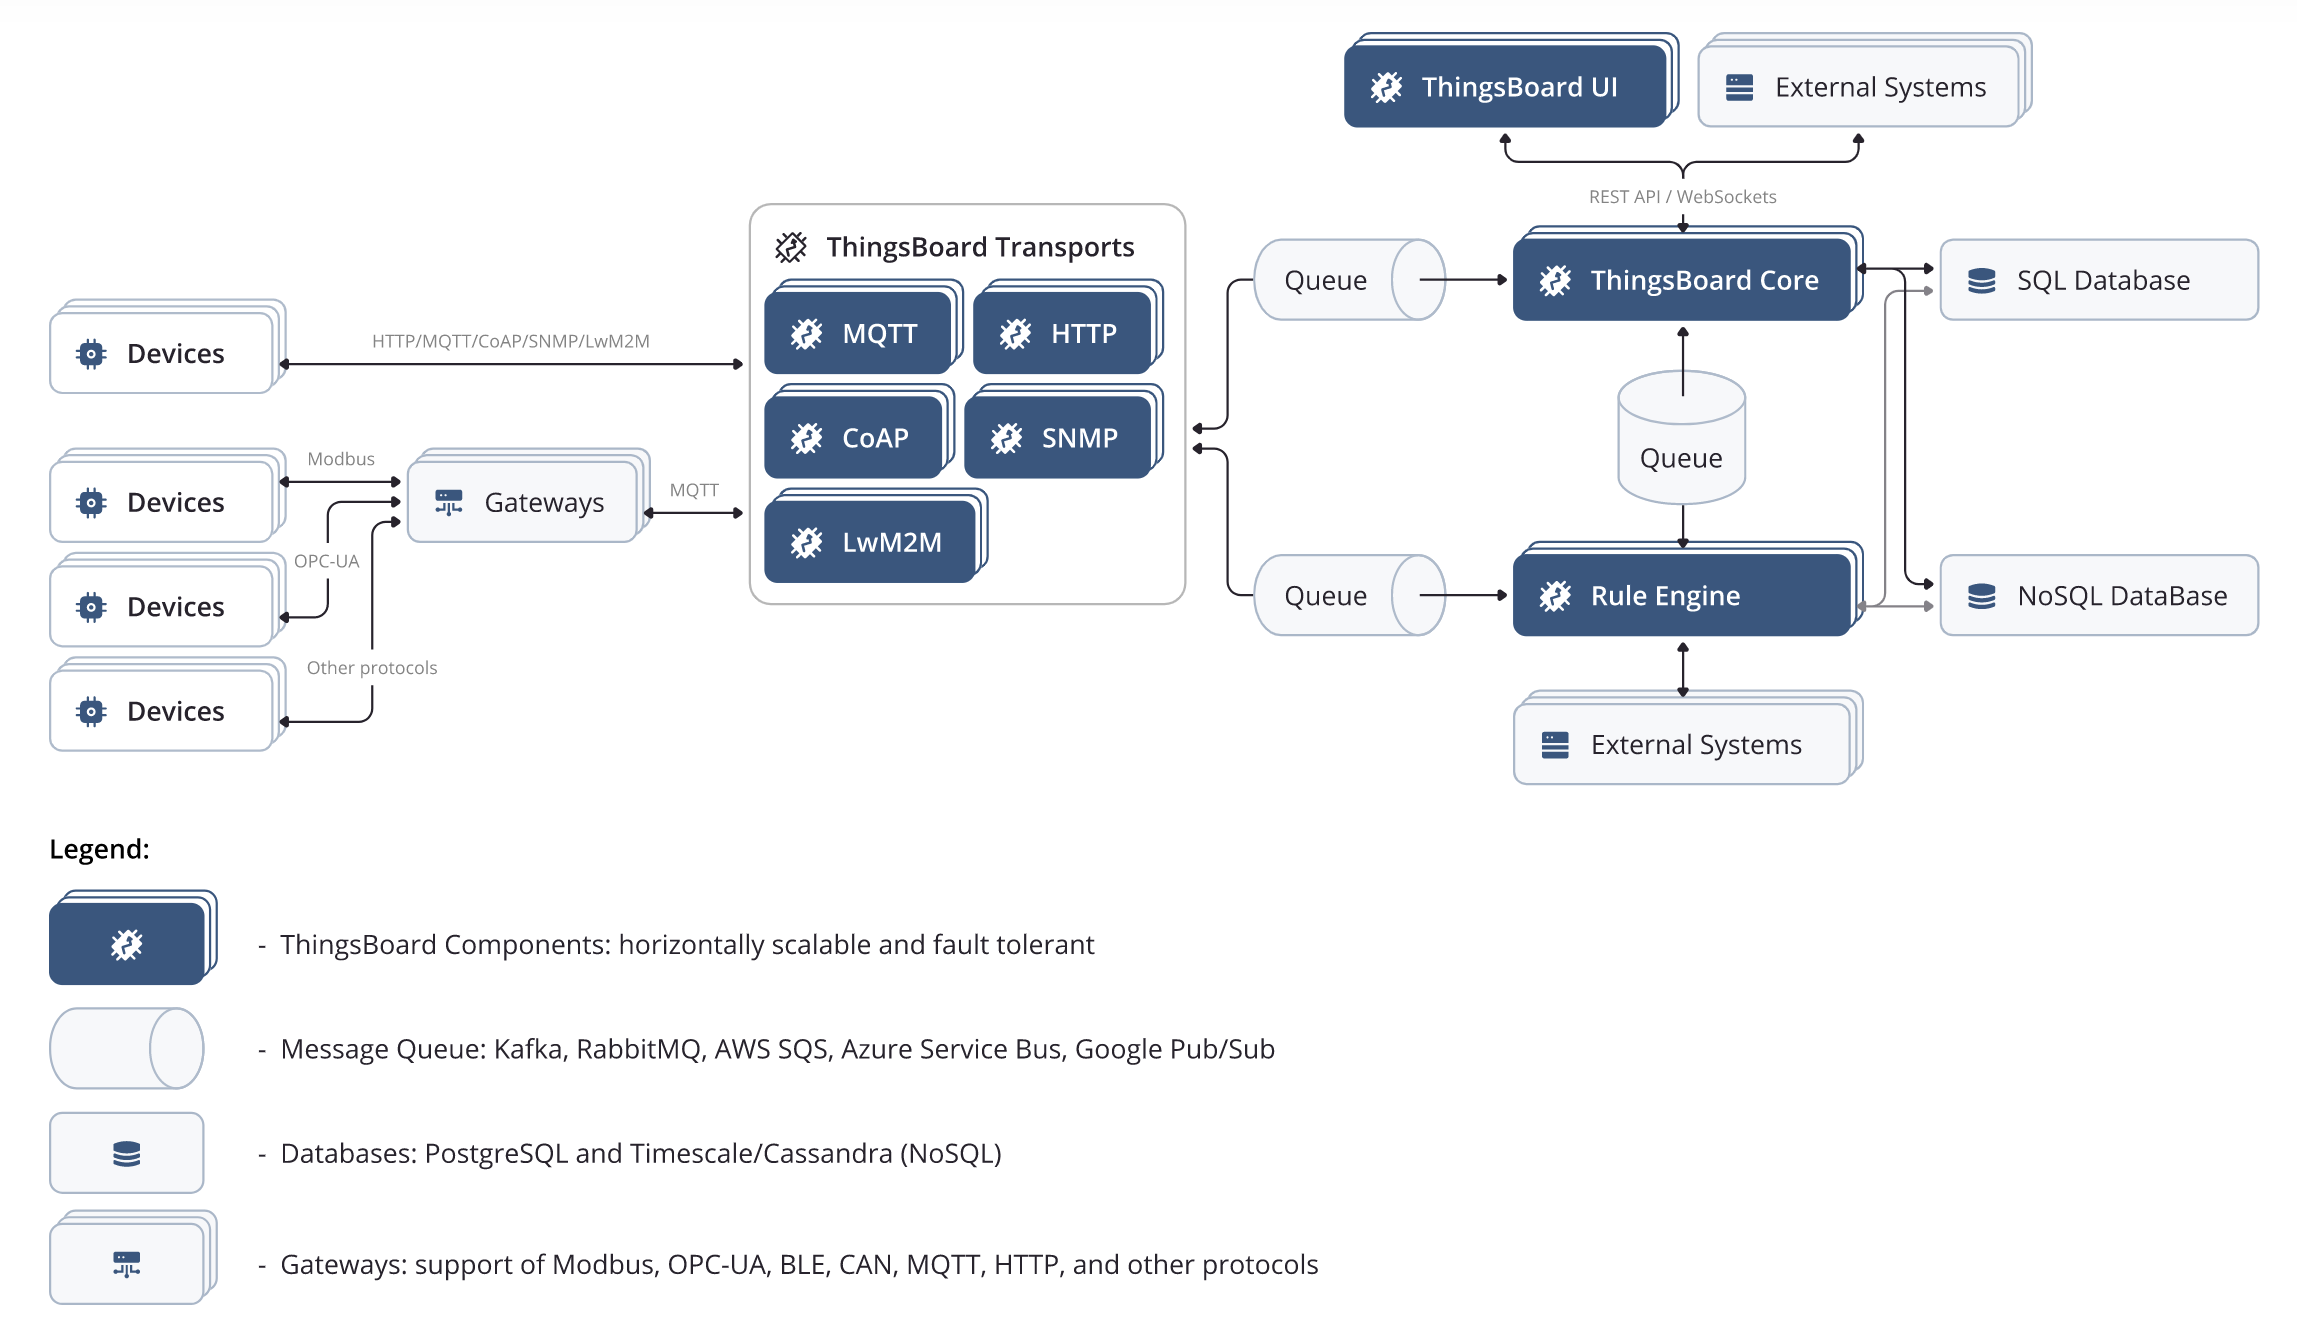 ThingsBoard UI
External Systems
REST API / WebSockets
ThingsBoard Transports
MQTT
HTTP
CoAP
SNMP
LwM2M
Queue
ThingsBoard Core
SQL Database
Devices
HTTP/MQTT/CoAP/SNMP/LwM2M
Queue
Devices
Modbus
Gateways
MQTT
OPC-UA
Devices
Queue
Rule Engine
NoSQL DataBase
Other protocols
Devices
External Systems
Legend:
- ThingsBoard Components: horizontally scalable and fault tolerant
- Message Queue: Kafka, RabbitMQ, AWS SQS, Azure Service Bus, Google Pub/Sub
- Databases: PostgreSQL and Timescale/Cassandra (NoSQL)
- Gateways: support of Modbus, OPC-UA, BLE, CAN, MQTT, HTTP, and other protocols